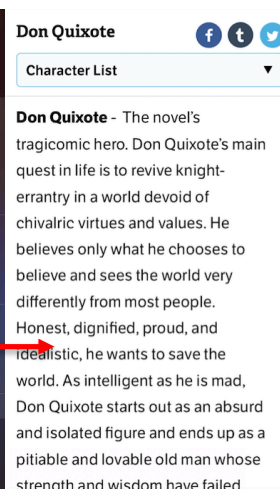 Don Quixote
Character List
Don Quixote - The novel's
tragicomic hero. Don Quixote's main
quest in life is to revive knight-
errantry in a world devoid of
chivalric virtues and values. He
believes only what he chooses to
believe and sees the world very
differently from most people.
Honest, dignified, proud, and
idealistic, he wants to save the
world. As intelligent as he is mad,
Don Quixote starts out as an absurd
and isolated figure and ends up as a
pitiable and lovable old man whose
strength and wisdom have failed